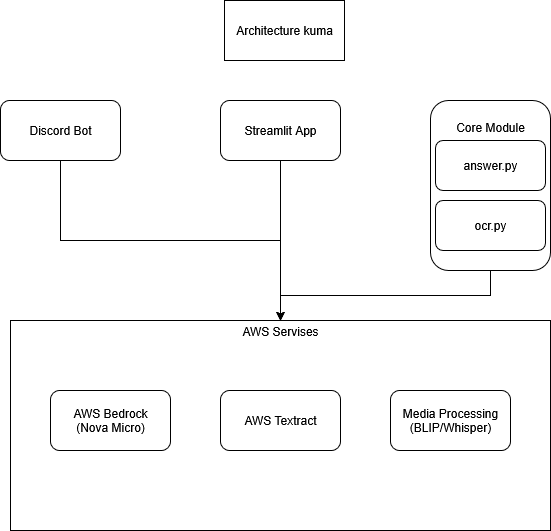 Architecture kuma
Discord Bot
Streamlit App
Core Module
answer.py
ocr.py
AWS Servises
AWS Bedrock
(Nova Micro)
AWS Textract
Media Processing
(BLIP/Whisper)